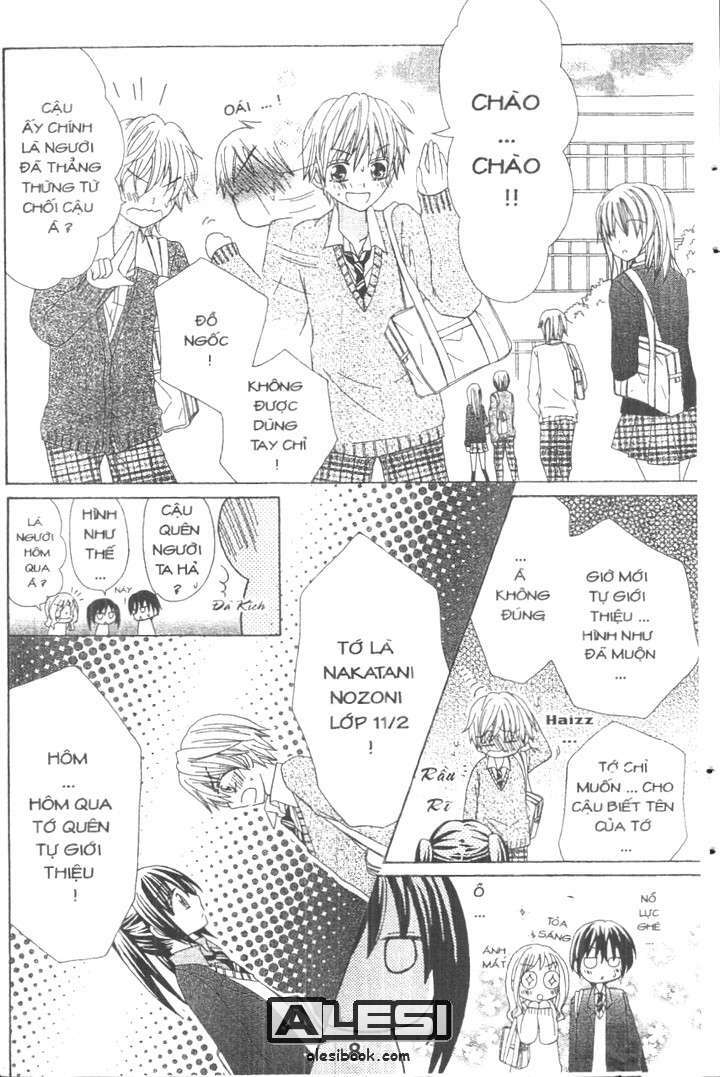 CHÀO
...
CHÀO
!!
OÁI ... !
CẬU
ẤY CHÍNH
LÀ NGƯỜI
ĐÃ THẲNG
THỪNG TỪ
CHỐI CẬU
Á ?
ĐỒ
NGỐC
!
KHÔNG
ĐƯỢC
DÙNG
TAY CHỈ
!
CẬU
QUÊN
NGƯỜI
TA HẢ
?
HÌNH
NHƯ
THẾ
...
NÀY
LÀ
NGƯỜI
HÔM
QUA
Á ?
Đả Kích
GIỜ MỚI
TỰ GIỚI
THIỆU ...
HÌNH NHƯ
ĐÃ MUỘN
...
...
Á
KHÔNG
ĐÚNG
TỚ LÀ
NAKATANI
NOZONI
LỚP 11/2
!
Haizz
...
Rầu
Rĩ
TỚ CHỈ
MUỐN ... CHO
CẬU BIẾT TÊN
CỦA TỚ
...
HÔM
...
HÔM QUA
TỚ QUÊN
TỰ GIỚI
THIỆU
!
Ồ
...
NỔ
LỰC
GHÊ
...
TỎA
SÁNG
ÁNH
MẮT
8
ALESI
alesibook.com